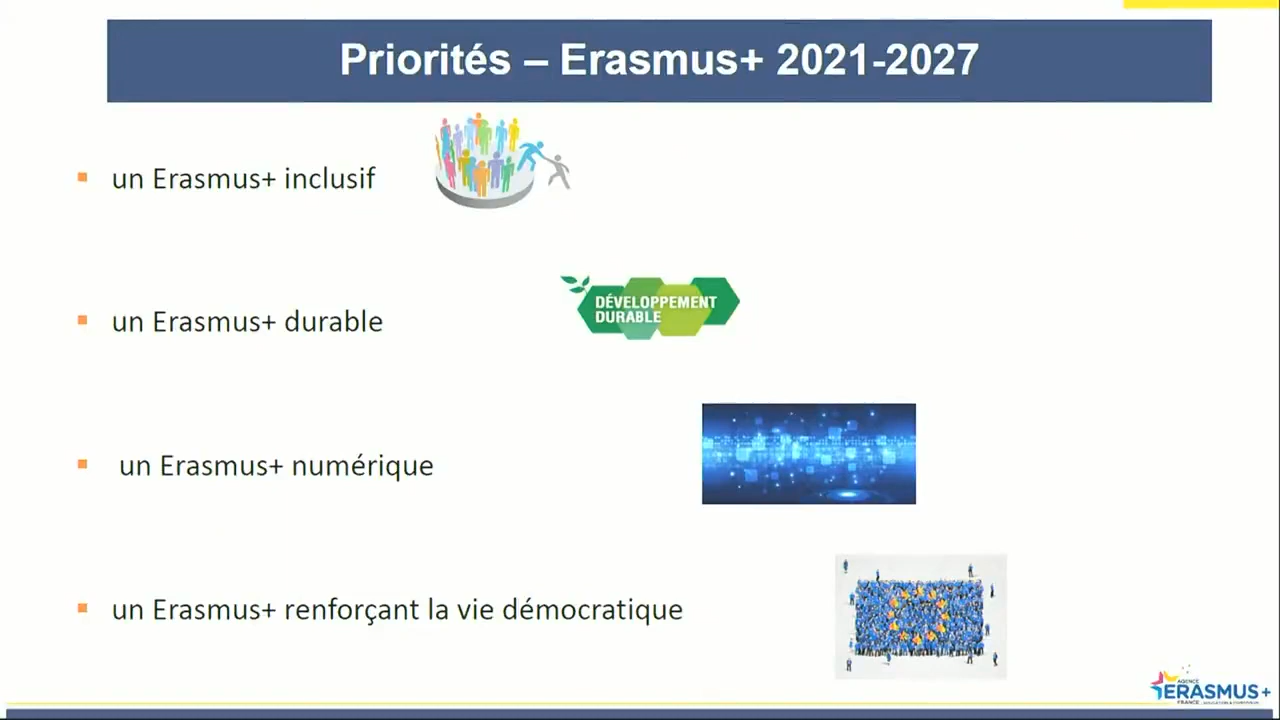 Priorités – Erasmus+ 2021-2027
▪ un Erasmus+ inclusif
▪ un Erasmus+ durable
DÉVELOPPEMENT
DURABLE
▪ un Erasmus+ numérique
▪ un Erasmus+ renforçant la vie démocratique
AGENCE
ERASMUS+
FRANCE